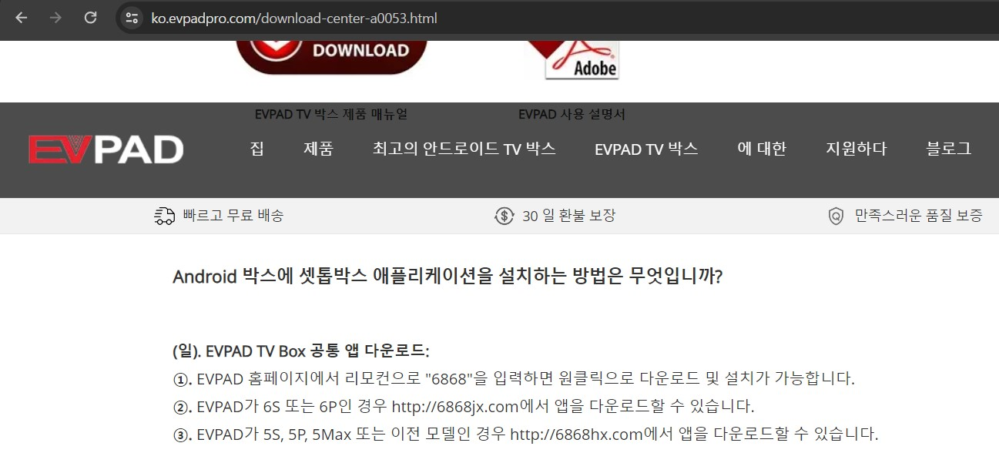 ko.evpadpro.com/download-center-a0053.html
DOWNLOAD
Adobe
EVPAD TV 박스 제품 매뉴얼
EVPAD 사용 설명서
EVPAD
집
제품
최고의 안드로이드 TV 박스
EVPAD TV 박스
에 대한
지원하다
블로그
빠르고 무료 배송
30 일 환불 보장
만족스러운 품질 보증
Android 박스에 셋톱박스 애플리케이션을 설치하는 방법은 무엇입니까?
(일). EVPAD TV Box 공통 앱 다운로드:
①. EVPAD 홈페이지에서 리모컨으로 "6868"을 입력하면 원클릭으로 다운로드 및 설치가 가능합니다.
②. EVPAD가 6S 또는 6P인 경우 http://6868jx.com에서 앱을 다운로드할 수 있습니다.
③. EVPAD가 5S, 5P, 5Max 또는 이전 모델인 경우 http://6868hx.com에서 앱을 다운로드할 수 있습니다.